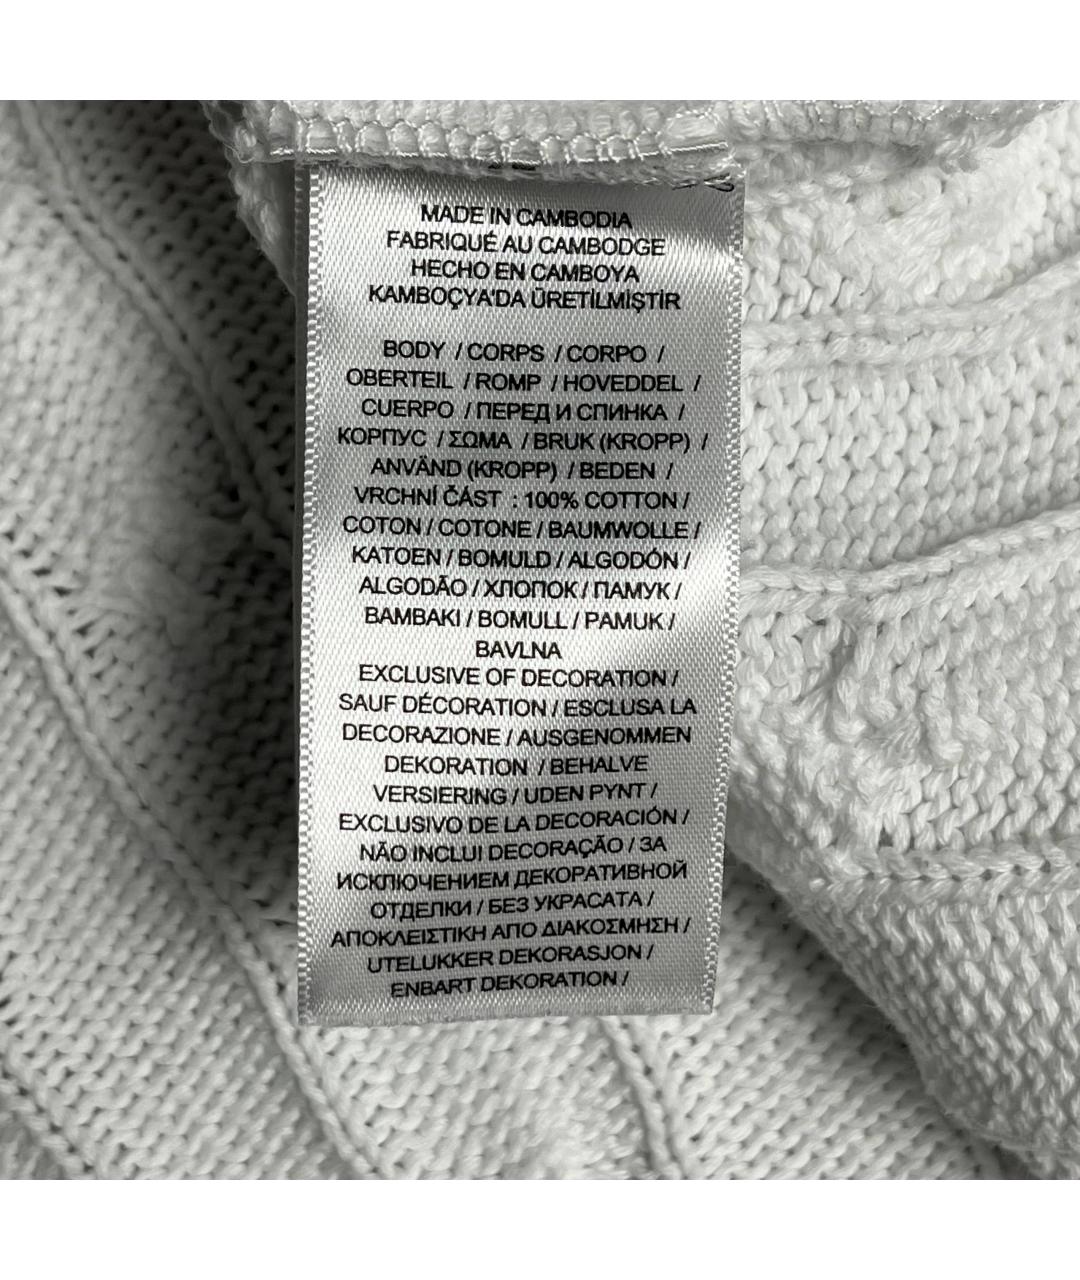 MADE IN CAMBODIA
FABRIQUÉ AU CAMBODGE
HECHO EN CAMBOYA
KAMBOÇYA'DA ÜRETİLMİŞTİR
BODY / CORPS / CORPO /
OBERTEIL / ROMP / HOVEDDEL /
CUERPO / ПЕРЕД И СПИНКА /
КОРПУС / ΣΩΜΑ / BRUK (KROPP) /
ANVÄND (KROPP) / BEDEN /
VRCHNÍ ČÁST : 100% COTTON /
COTON / COTONE / BAUMWOLLE /
KATOEN / BOMULD / ALGODÓN /
ALGODÃO / ХЛОПОК / ПАМУК /
BAMBAKI / BOMULL / PAMUK /
BAVLNA
EXCLUSIVE OF DECORATION /
SAUF DÉCORATION / ESCLUSA LA
DECORAZIONE / AUSGENOMMEN
DEKORATION / BEHALVE
VERSIERING / UDEN PYNT /
EXCLUSIVO DE LA DECORACIÓN /
NÃO INCLUI DECORAÇÃO / ЗА
ИСКЛЮЧЕНИЕМ ДЕКОРАТИВНОЙ
ОТДЕЛКИ / БЕЗ УКРАСАТА /
ΑΠΟΚΛΕΙΣΤΙΚΗ ΑΠΟ ΔΙΑΚΟΣΜΗΣΗ /
UTELUKKER DEKORASJON /
ENBART DEKORATION /